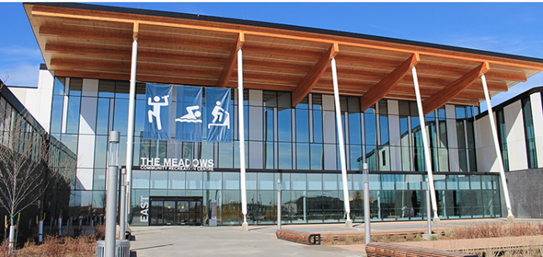 THE MEADOWS
COMMUNITY RECREATION CENTRE
EAST